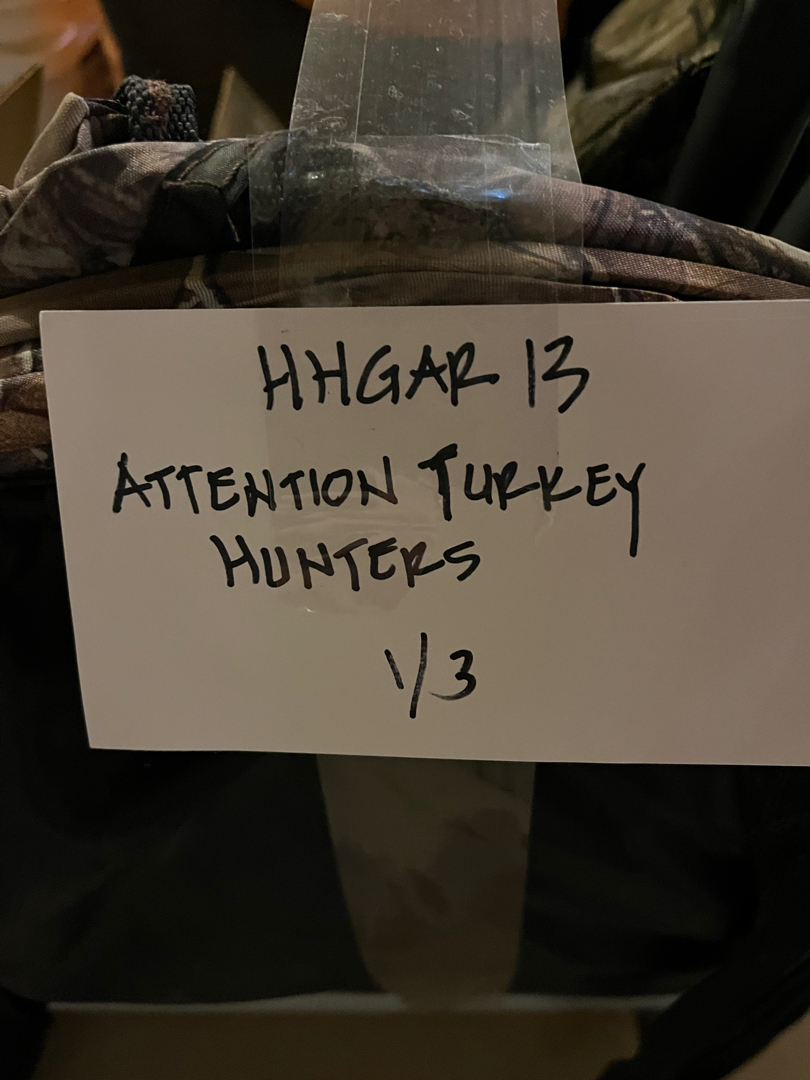 HHGAR 13
ATTENTION TURKEY
HUNTERS
1/3